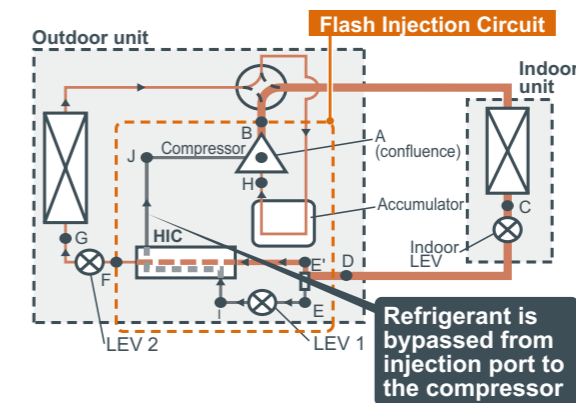 Flash Injection Circuit
Outdoor unit
Indoor
unit
B
A
(confluence)
J
Compressor
H
Accumulator
C
Indoor
LEV
G
HIC
E'
D
F
I
E
LEV 2
LEV 1
Refrigerant is
bypassed from
injection port to
the compressor